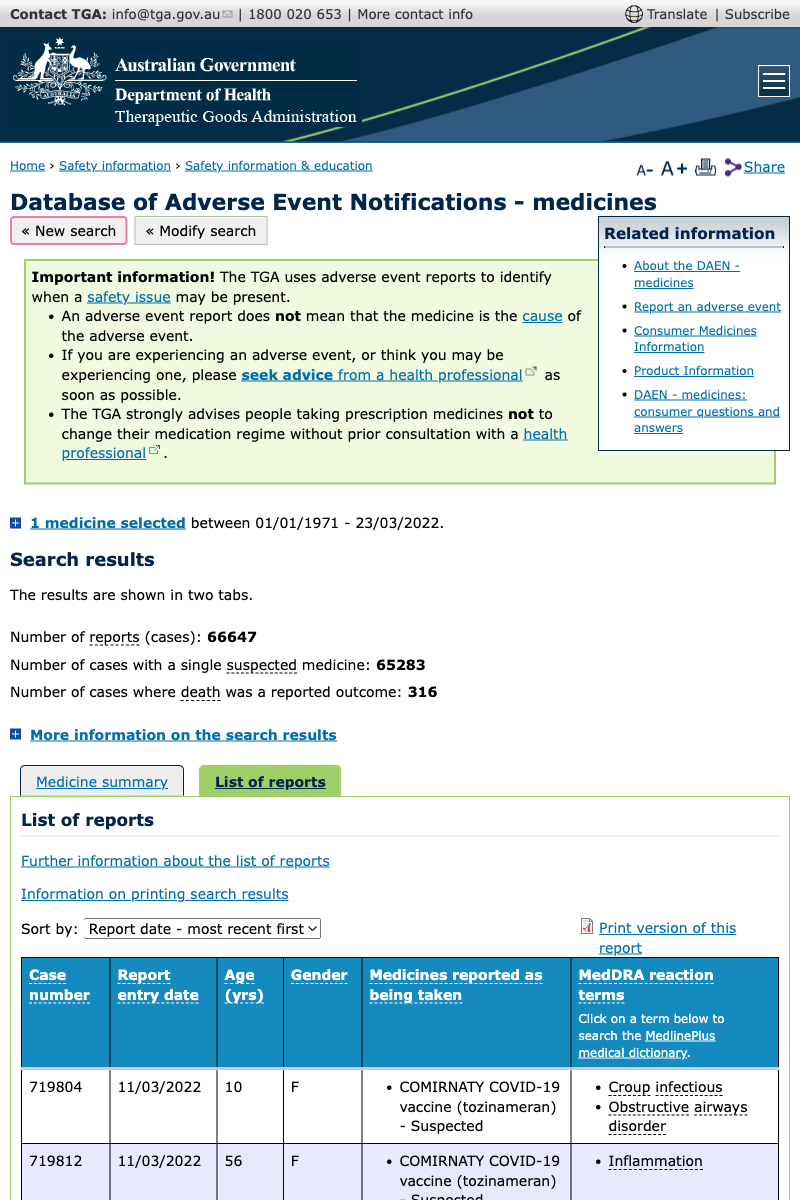 Contact TGA: info@tga.gov.au | 1800 020 653 | More contact info
Translate | Subscribe
Australian Government
Department of Health
Therapeutic Goods Administration
Home › Safety information › Safety information & education
A- A+ Share
Database of Adverse Event Notifications - medicines
« New search
« Modify search
Important information! The TGA uses adverse event reports to identify
when a safety issue may be present.
• An adverse event report does not mean that the medicine is the cause of
the adverse event.
• If you are experiencing an adverse event, or think you may be
experiencing one, please seek advice from a health professional as
soon as possible.
• The TGA strongly advises people taking prescription medicines not to
change their medication regime without prior consultation with a health
professional .
Related information
• About the DAEN -
medicines
• Report an adverse event
• Consumer Medicines
Information
• Product Information
• DAEN - medicines:
consumer questions and
answers
1 medicine selected between 01/01/1971 - 23/03/2022.
Search results
The results are shown in two tabs.
Number of reports (cases): 66647
Number of cases with a single suspected medicine: 65283
Number of cases where death was a reported outcome: 316
More information on the search results
Medicine summary
List of reports
List of reports
Further information about the list of reports
Information on printing search results
Sort by: Report date - most recent first
Print version of this
report
Case
number
Report
entry date
Age
(yrs)
Gender
Medicines reported as
being taken
MedDRA reaction
terms
Click on a term below to
search the MedlinePlus
medical dictionary.
719804
11/03/2022
10
F
• COMIRNATY COVID-19
vaccine (tozinameran)
- Suspected
• Croup infectious
• Obstructive airways
disorder
719812
11/03/2022
56
F
• COMIRNATY COVID-19
vaccine (tozinameran)
- Suspected
• Inflammation